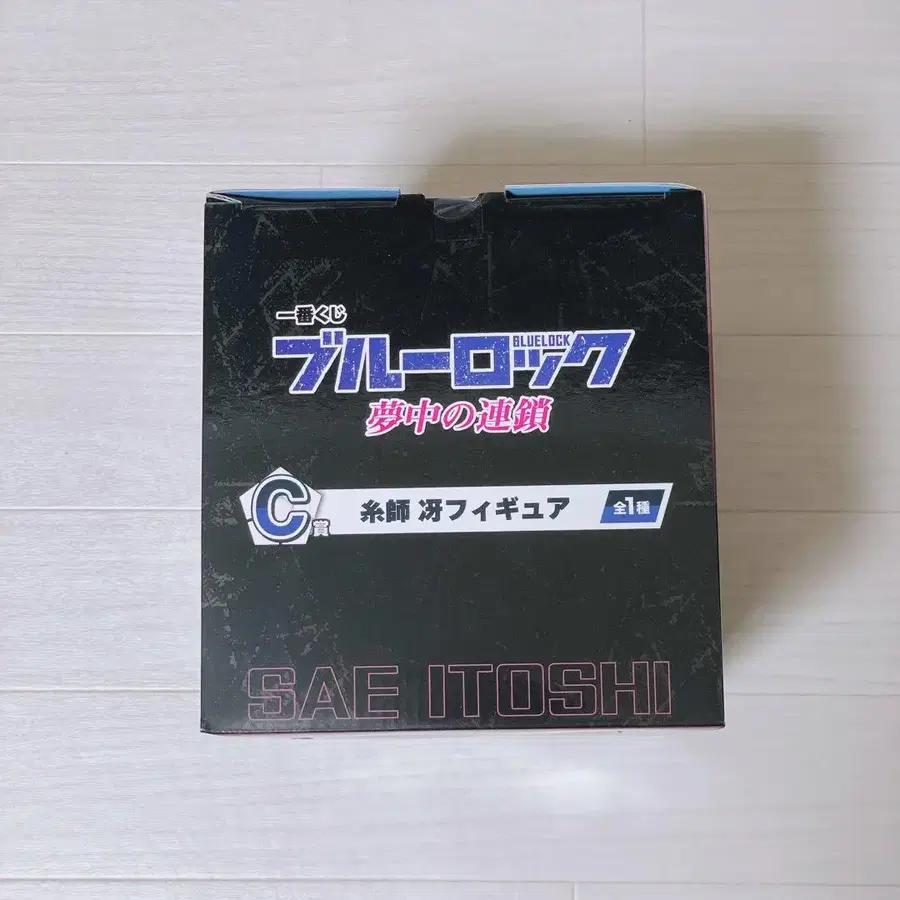 一番くじ
BLUELOCK
ブルーロック
夢中の連鎖
C賞
糸師 冴フィギュア
全1種
SAE ITOSHI